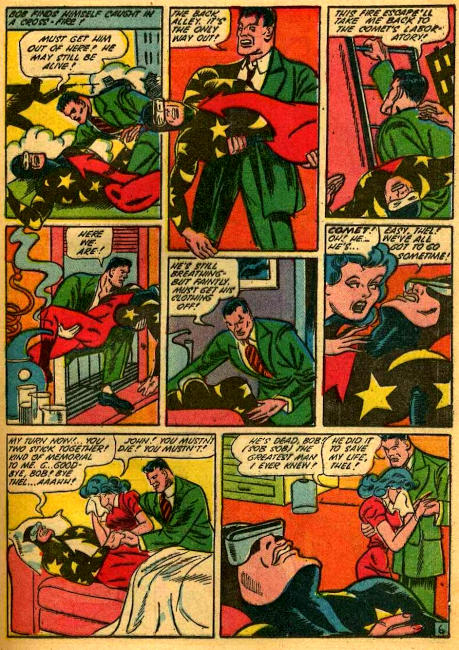 BOB FINDS HIMSELF CAUGHT IN
A CROSS-FIRE!
MUST GET HIM
OUT OF HERE! HE
MAY STILL BE
ALIVE!
THE BACK
ALLEY. IT'S
THE ONLY
WAY OUT!
THIS FIRE ESCAPE'LL
TAKE ME BACK TO
THE COMET'S LABOR-
ATORY!
HERE
WE
ARE!
HE'S STILL
BREATHING-
BUT FAINTLY.
MUST GET HIS
CLOTHING
OFF!
COMET!
OH! HE...
HE'S...
EASY, THEL!
WE'VE ALL
GOT TO GO
SOMETIME!
MY TURN NOW!... YOU
TWO STICK TOGETHER!
KIND OF MEMORIAL
TO ME. G...GOOD-
BYE, BOB! BYE
THEL...AAAHH!
JOHN! YOU MUSTN'T
DIE! YOU MUSTN'T!
HE'S DEAD, BOB!
(SOB SOB) THE
GREATEST MAN
I EVER KNEW!
HE DID IT
TO SAVE
MY LIFE,
THEL!
6